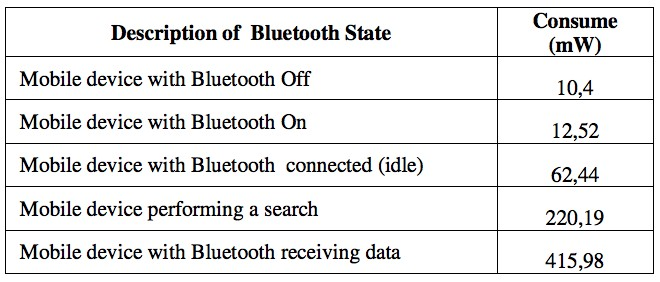 Description of Bluetooth State
Consume
(mW)
Mobile device with Bluetooth Off
10,4
Mobile device with Bluetooth On
12,52
Mobile device with Bluetooth connected (idle)
62,44
Mobile device performing a search
220,19
Mobile device with Bluetooth receiving data
415,98